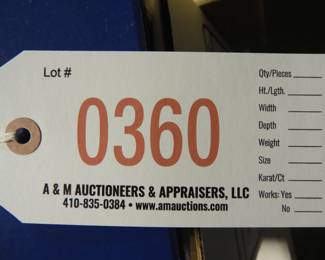 Lot #
0360
A & M AUCTIONEERS & APPRAISERS, LLC
410-835-0384 • www.amauctions.com
Qty/Pieces
Ht./Lgth.
Width
Depth
Weight
Size
Karat/Ct
Works: Yes
No